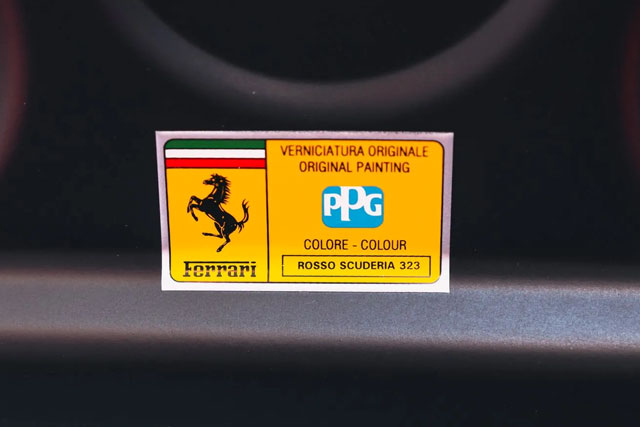 VERNICIATURA ORIGINALE
ORIGINAL PAINTING
PPG
COLORE - COLOUR
ROSSO SCUDERIA 323
Ferrari